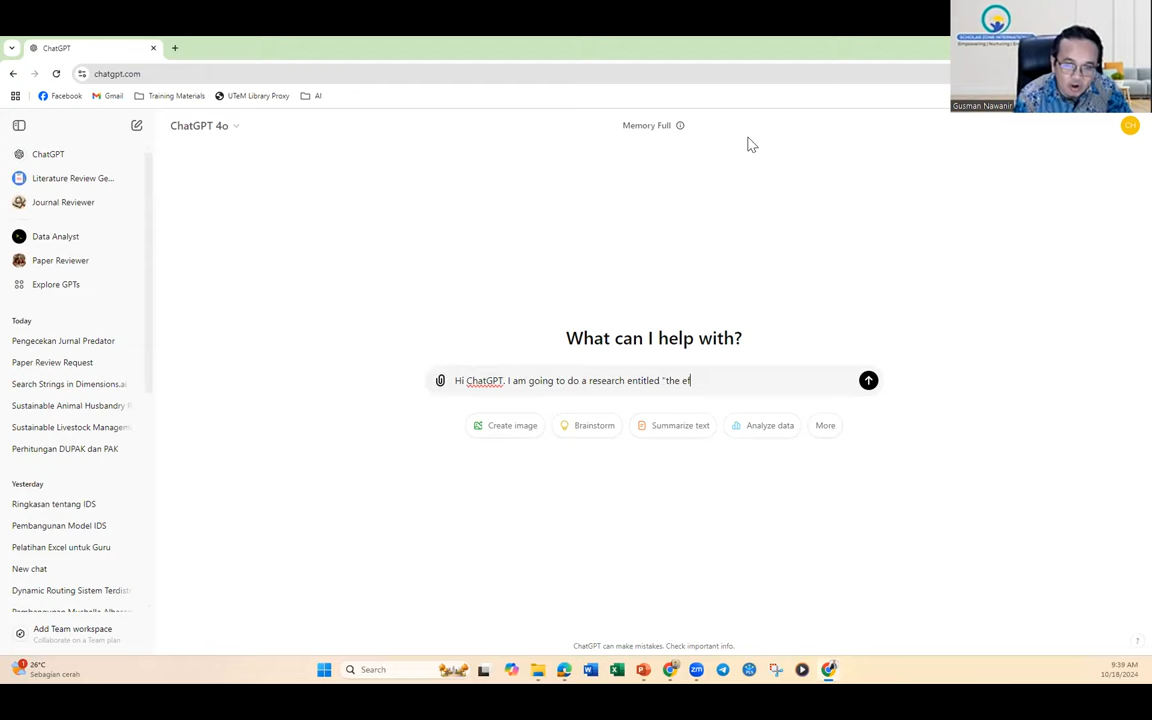 ChatGPT
chatgpt.com
Facebook
Gmail
Training Materials
UTeM Library Proxy
AI
SCHOLAR ZONE INTERNATIONAL
Gusman Nawanir
ChatGPT 4o
Memory Full
CH
ChatGPT
Literature Review Ge...
Journal Reviewer
Data Analyst
Paper Reviewer
Explore GPTs
Today
Pengecekan Jurnal Predator
Paper Review Request
Search Strings in Dimensions.ai
Sustainable Animal Husbandry R
Sustainable Livestock Managem
Perhitungan DUPAK dan PAK
Yesterday
Ringkasan tentang IDS
Pembangunan Model IDS
Pelatihan Excel untuk Guru
New chat
Dynamic Routing Sistem Terdist
Add Team workspace
Collaborate on a Team plan
What can I help with?
Hi ChatGPT. I am going to do a research entitled "the ef
Create image
Brainstorm
Summarize text
Analyze data
More
ChatGPT can make mistakes. Check important info.
?
1
26°C
Sebagian cerah
Search
zm
9:39 AM
10/18/2024